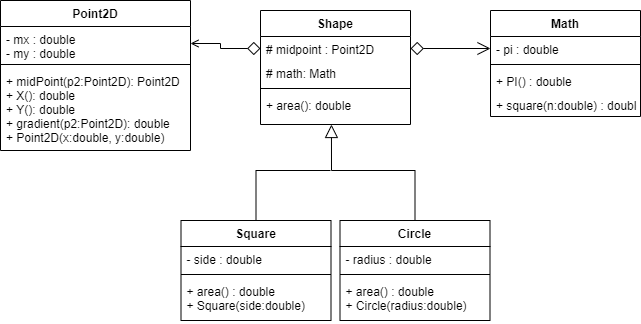 Point2D
- mx : double
- my : double
+ midPoint(p2:Point2D): Point2D
+ X(): double
+ Y(): double
+ gradient(p2:Point2D): double
+ Point2D(x:double, y:double)
Shape
# midpoint : Point2D
# math: Math
+ area(): double
Math
- pi : double
+ PI() : double
+ square(n:double) : doubl
Square
- side : double
+ area() : double
+ Square(side:double)
Circle
- radius : double
+ area() : double
+ Circle(radius:double)